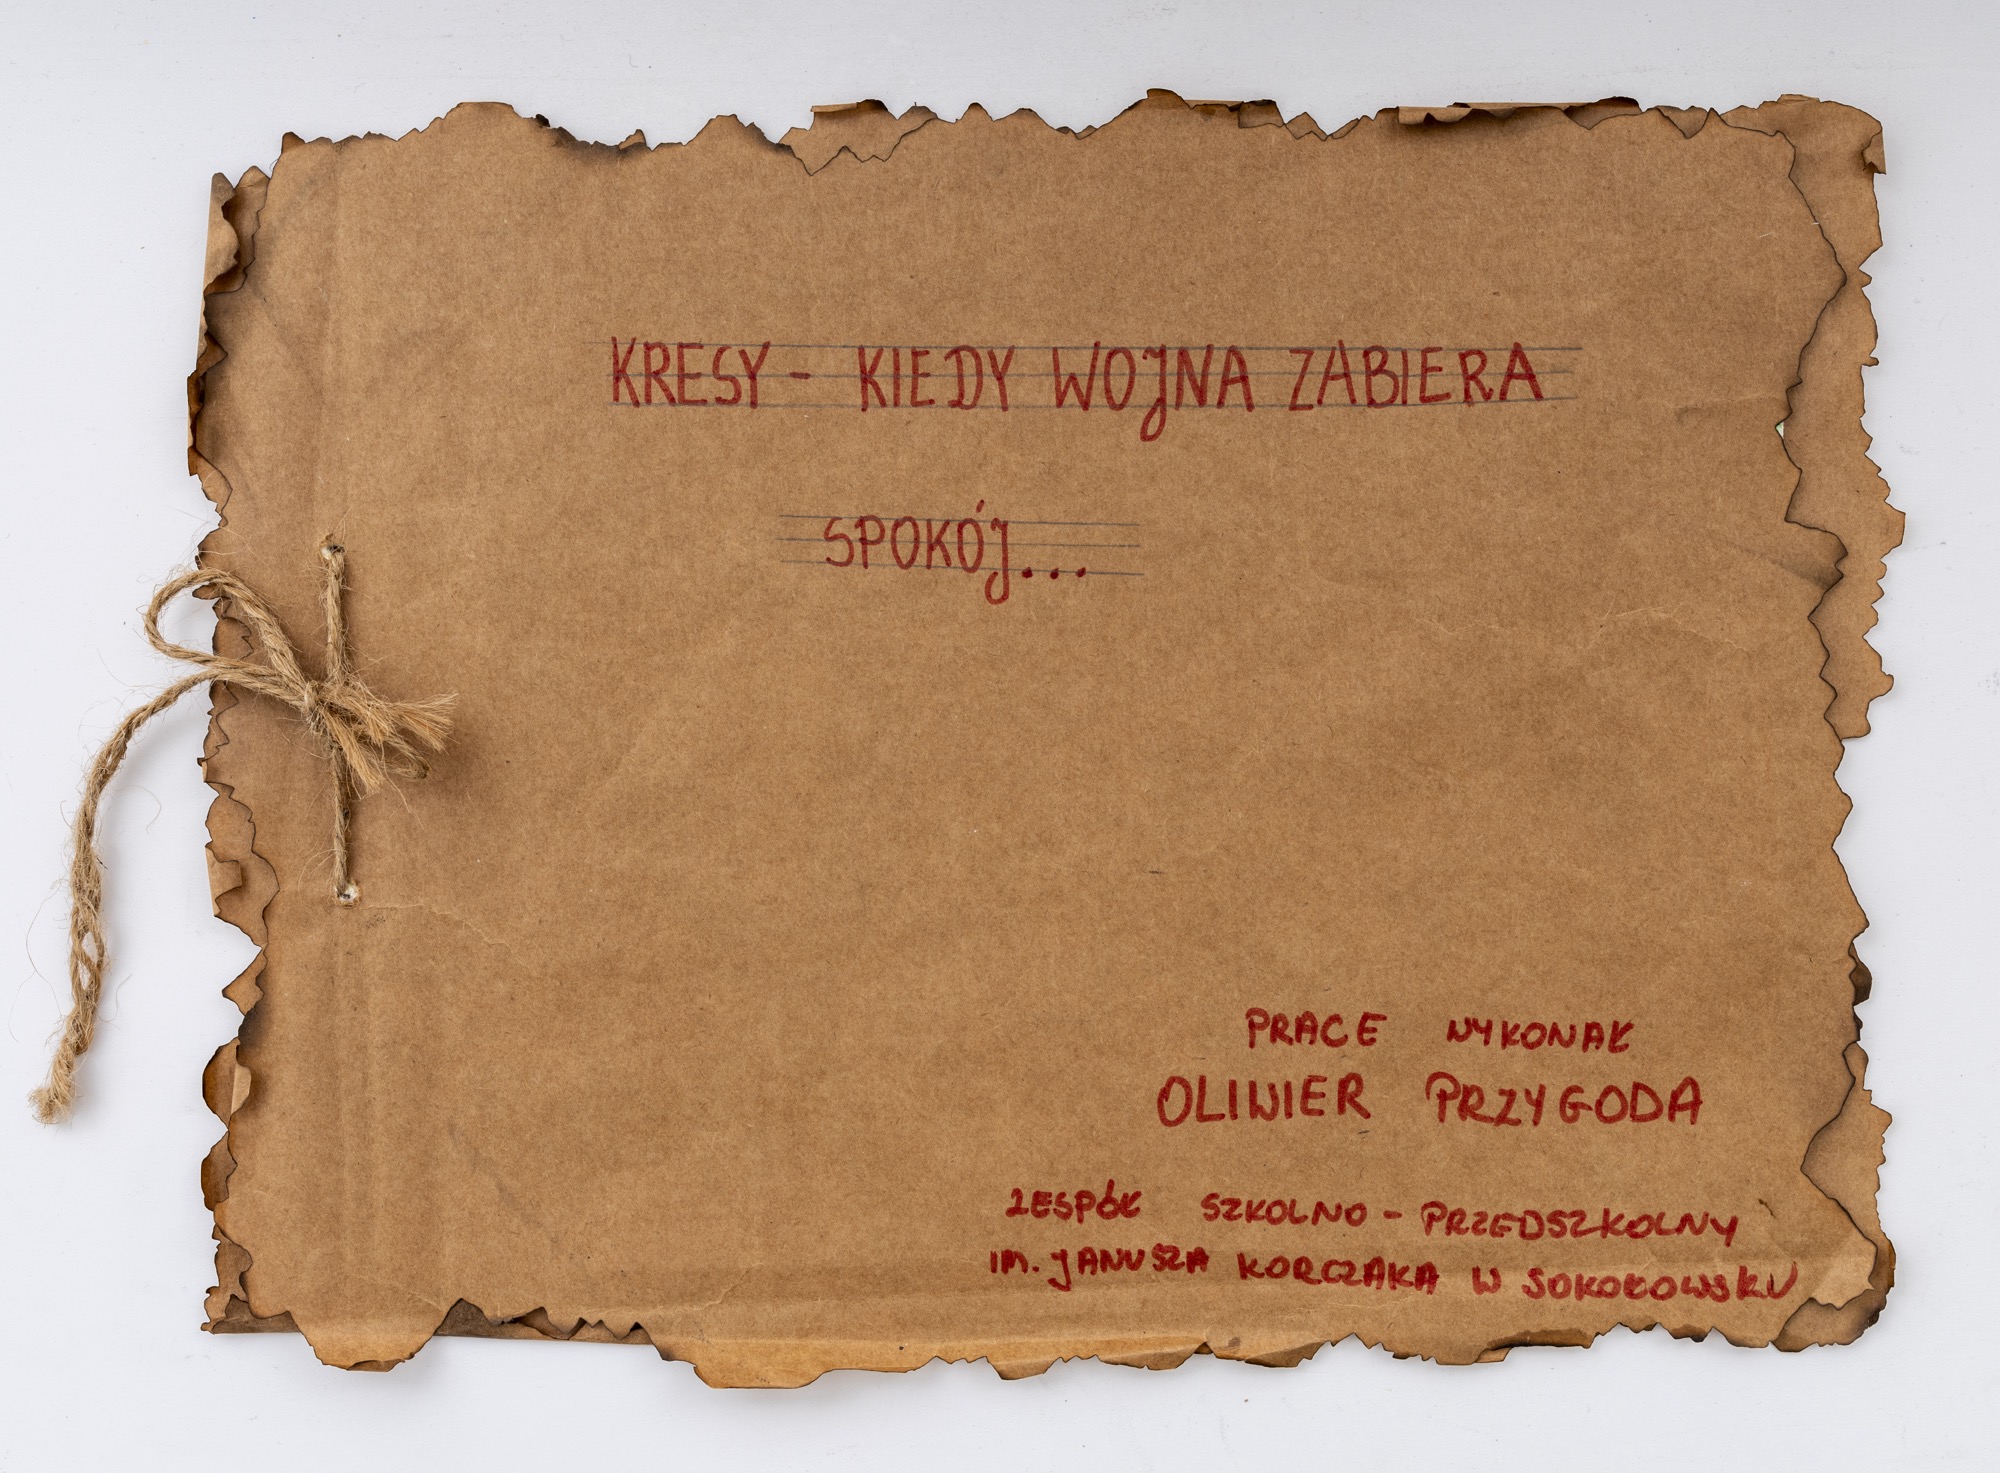 KRESY - KIEDY WOJNA ZABIERA
SPOKÓJ...
PRACE WYKONAŁ
OLIWIER PRZYGODA
ZESPÓŁ SZKOLNO - PRZEDSZKOLNY
IM. JANUSZA KORCZAKA W SOKOŁOWSKU